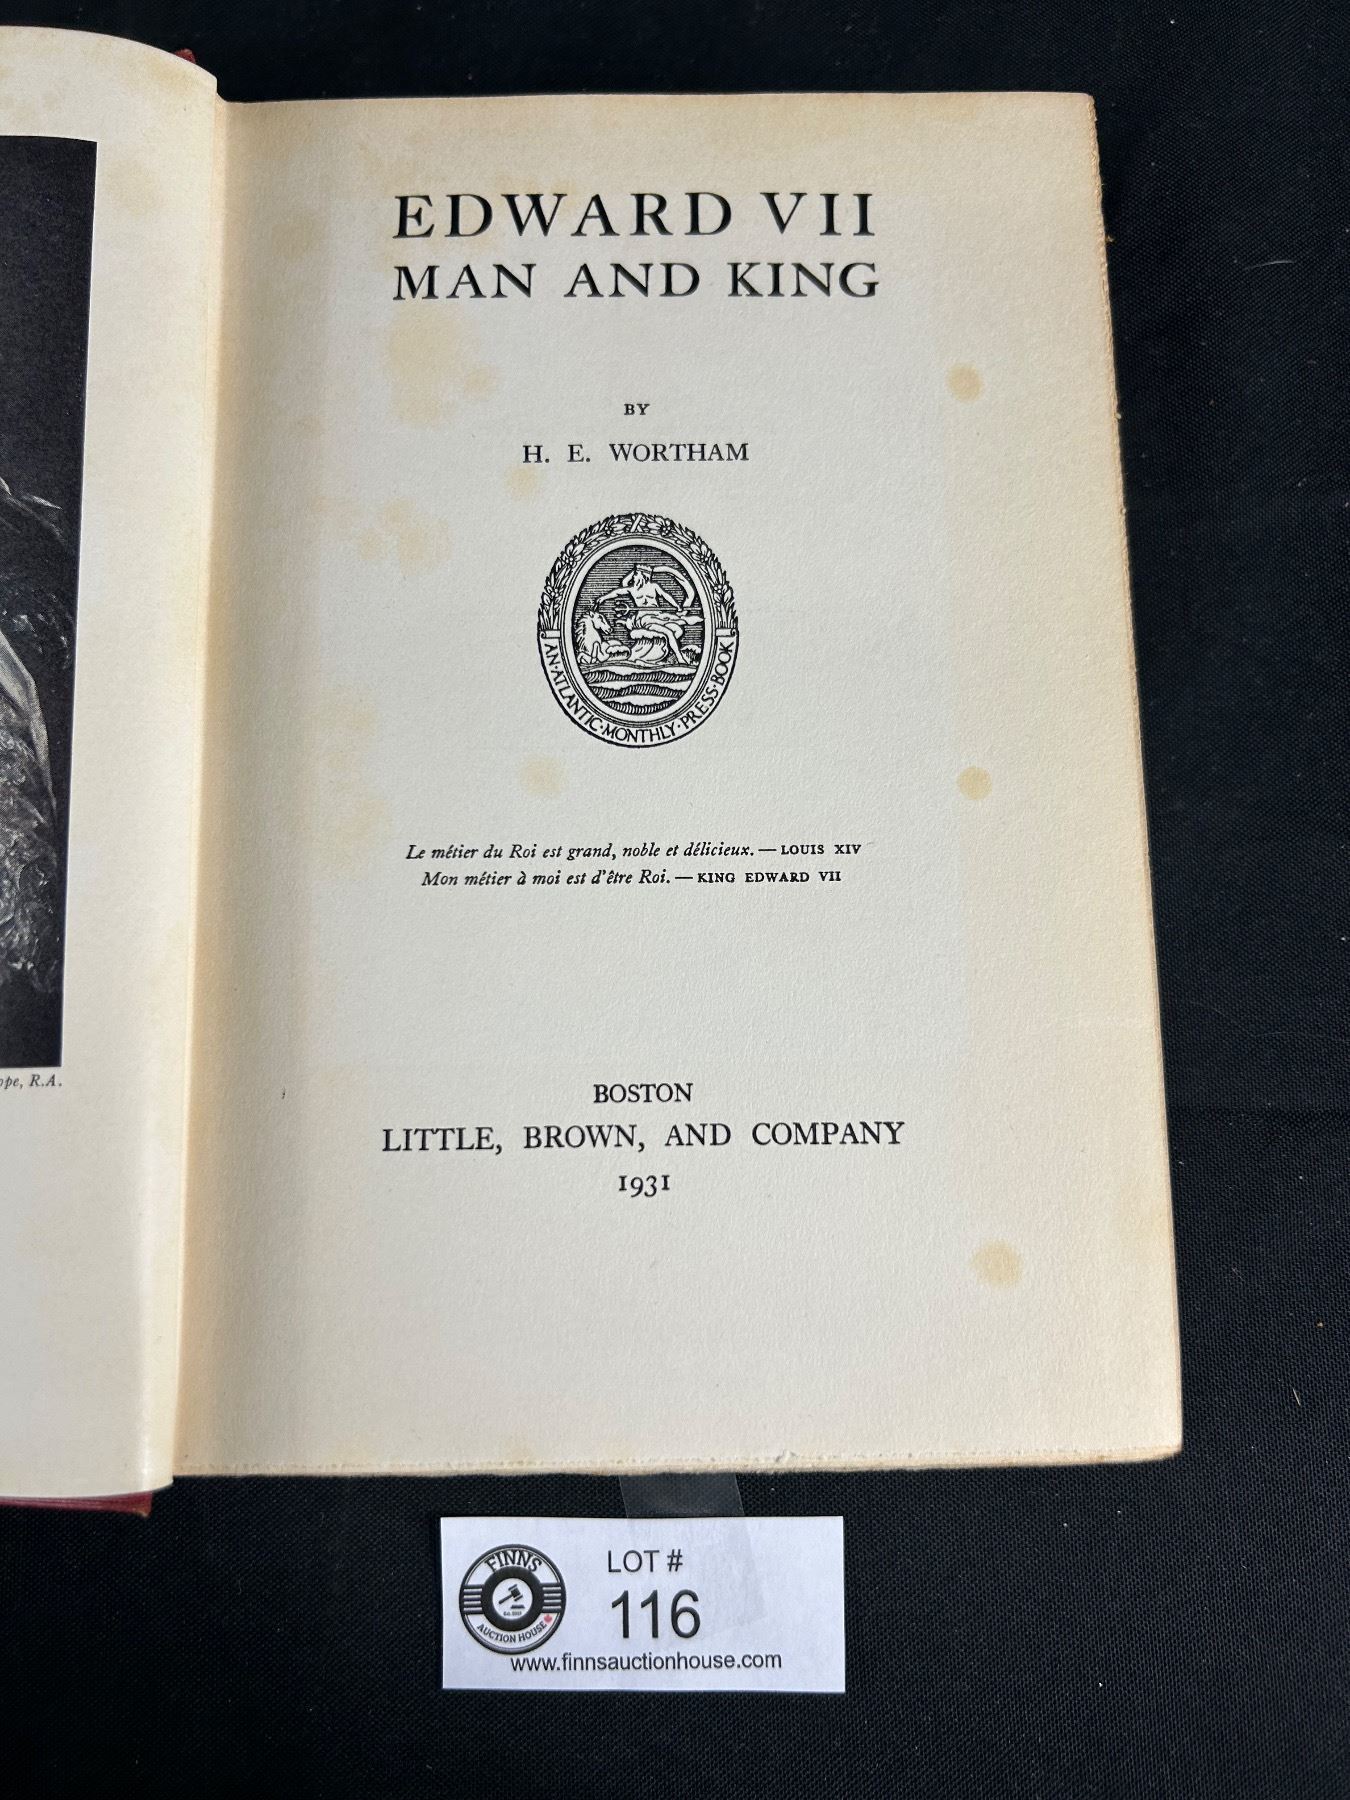 EDWARD VII
MAN AND KING
BY
H. E. WORTHAM
AN·ATLANTIC·MONTHLY·PRESS·BOOK
Le métier du Roi est grand, noble et délicieux. — LOUIS XIV
Mon métier à moi est d'être Roi. — KING EDWARD VII
BOSTON
LITTLE, BROWN, AND COMPANY
1931
R.A.
FINNS
AUCTION HOUSE
LOT #
116
www.finnsauctionhouse.com